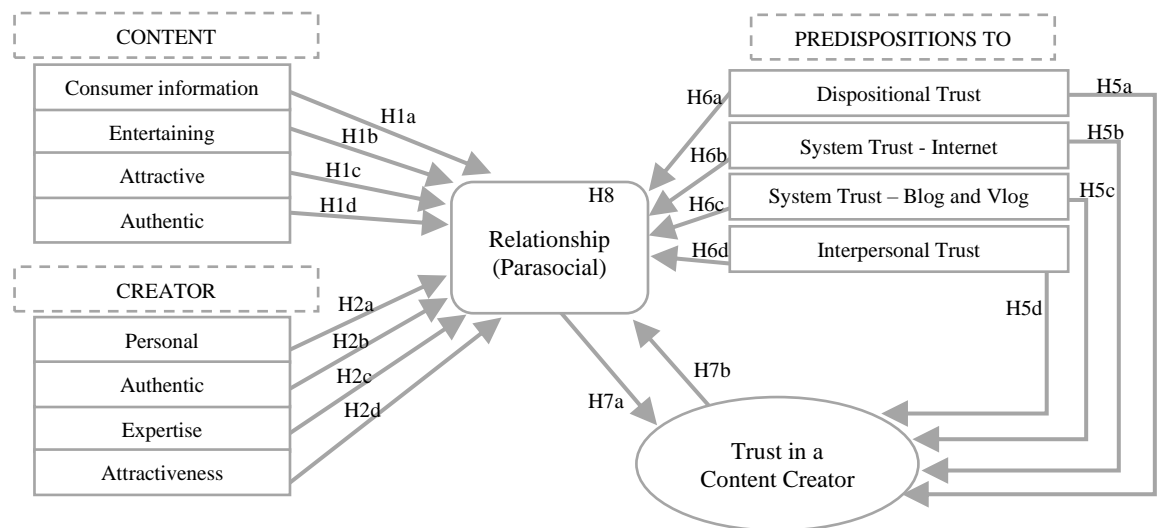 CONTENT
Consumer information
Entertaining
Attractive
Authentic
H1a
H1b
H1c
H1d
CREATOR
Personal
Authentic
Expertise
Attractiveness
H2a
H2b
H2c
H2d
H8
Relationship
(Parasocial)
PREDISPOSITIONS TO
Dispositional Trust
System Trust - Internet
System Trust – Blog and Vlog
Interpersonal Trust
H6a
H6b
H6c
H6d
H5a
H5b
H5c
H5d
H7a
H7b
Trust in a
Content Creator